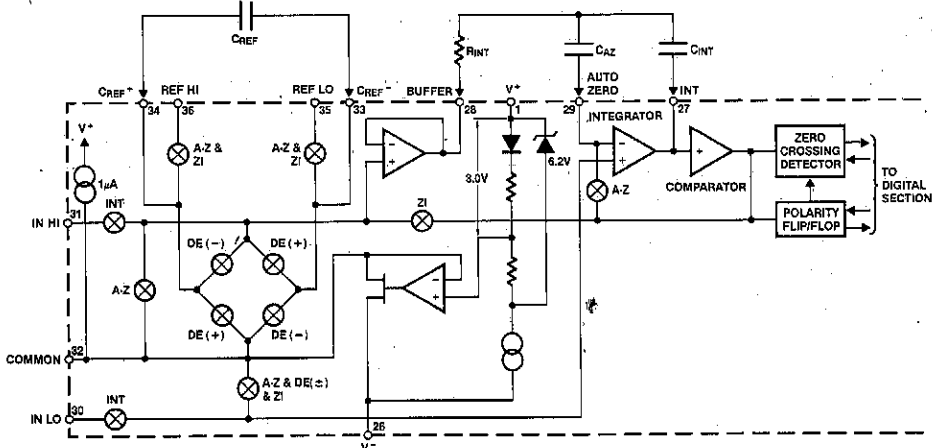 CREF
RINT
CAZ
CINT
CREF+
REF HI
REF LO
CREF-
BUFFER
V+
AUTO
ZERO
INT
34
36
35
33
28
1
29
27
INTEGRATOR
V+
A-Z &
ZI
A-Z &
ZI
6.2V
3.0V
ZERO
CROSSING
DETECTOR
1µA
COMPARATOR
TO
DIGITAL
SECTION
A-Z
31
INT
IN HI
ZI
POLARITY
FLIP/FLOP
DE (-)
DE (+)
A-Z
DE (+)
DE (-)
32
COMMON
INT
A-Z & DE(±)
& ZI
30
IN LO
26
V-